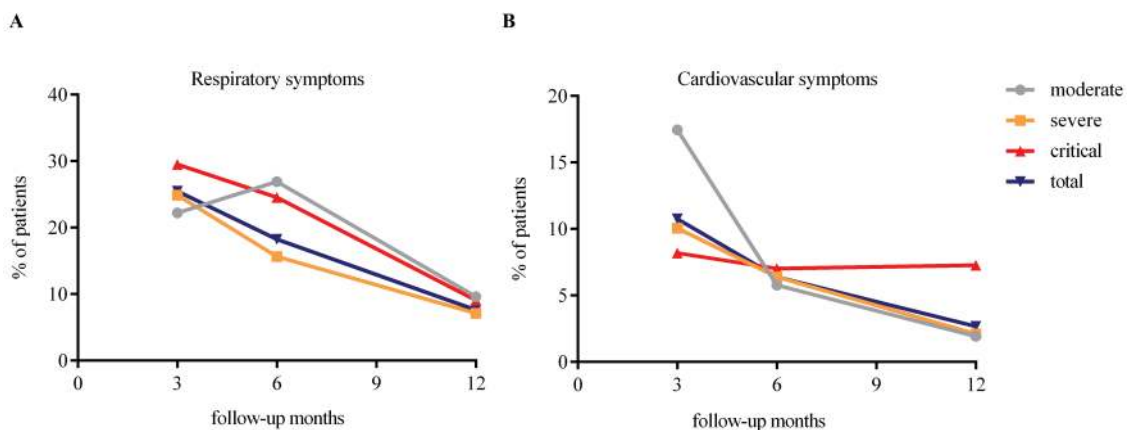 A
B
Respiratory symptoms
40
30
20
10
0
% of patients
0
3
6
9
12
follow-up months
Cardiovascular symptoms
20
15
10
5
0
% of patients
0
3
6
9
12
follow-up months
moderate
severe
critical
total